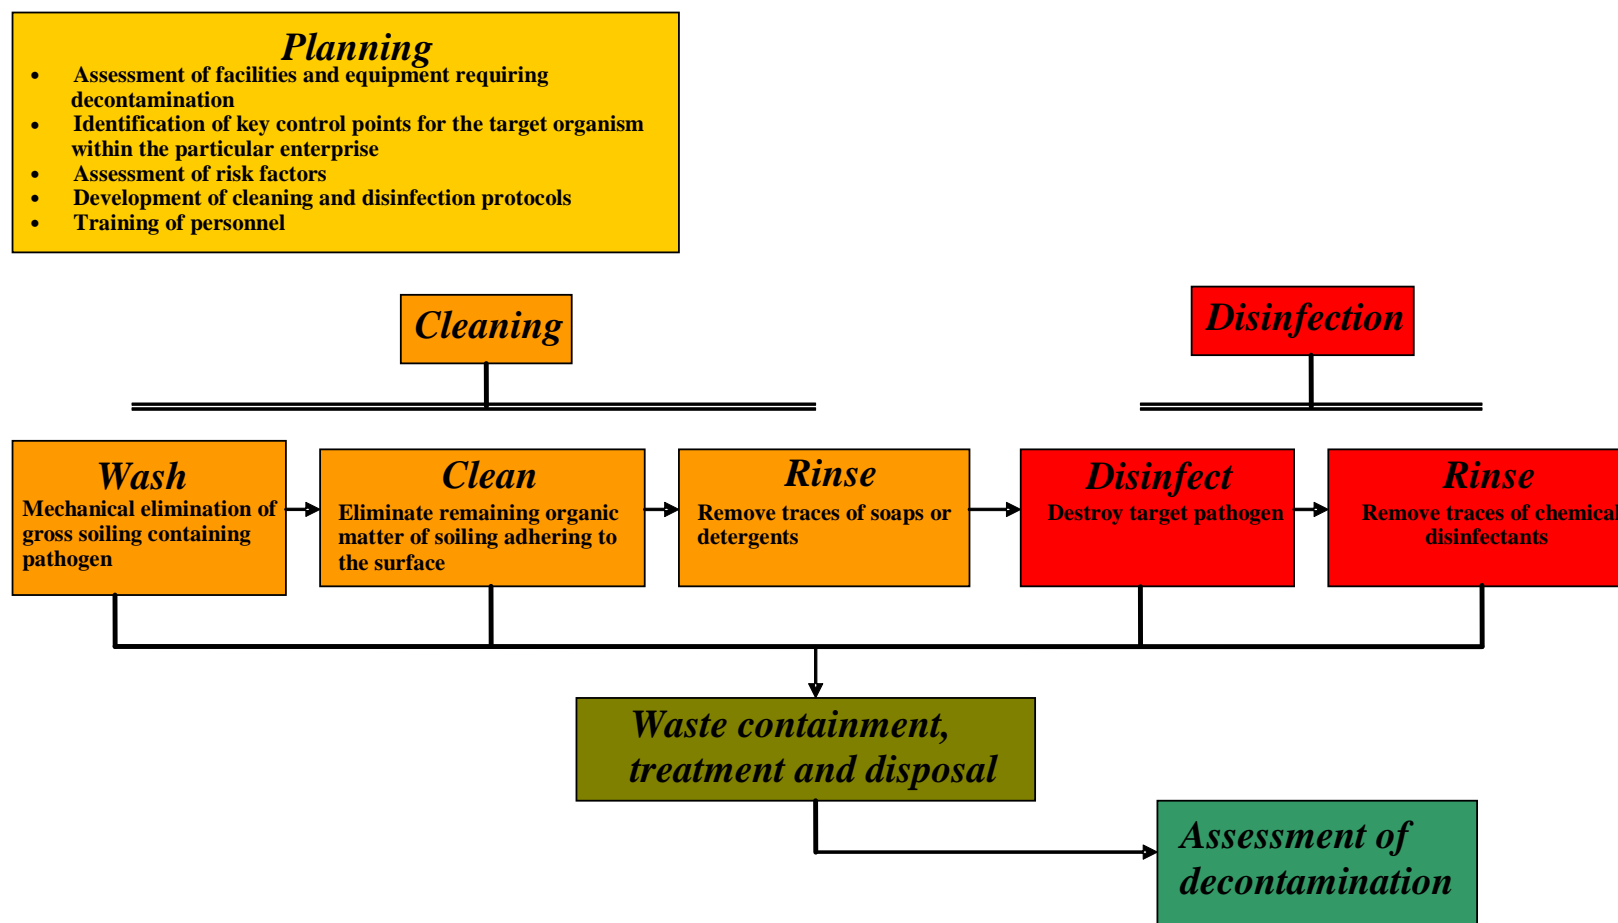 Planning
• Assessment of facilities and equipment requiring
decontamination
• Identification of key control points for the target organism
within the particular enterprise
• Assessment of risk factors
• Development of cleaning and disinfection protocols
• Training of personnel
Cleaning
Disinfection
Wash
Mechanical elimination of
gross soiling containing
pathogen
Clean
Eliminate remaining organic
matter of soiling adhering to
the surface
Rinse
Remove traces of soaps or
detergents
Disinfect
Destroy target pathogen
Rinse
Remove traces of chemical
disinfectants
Waste containment,
treatment and disposal
Assessment of
decontamination